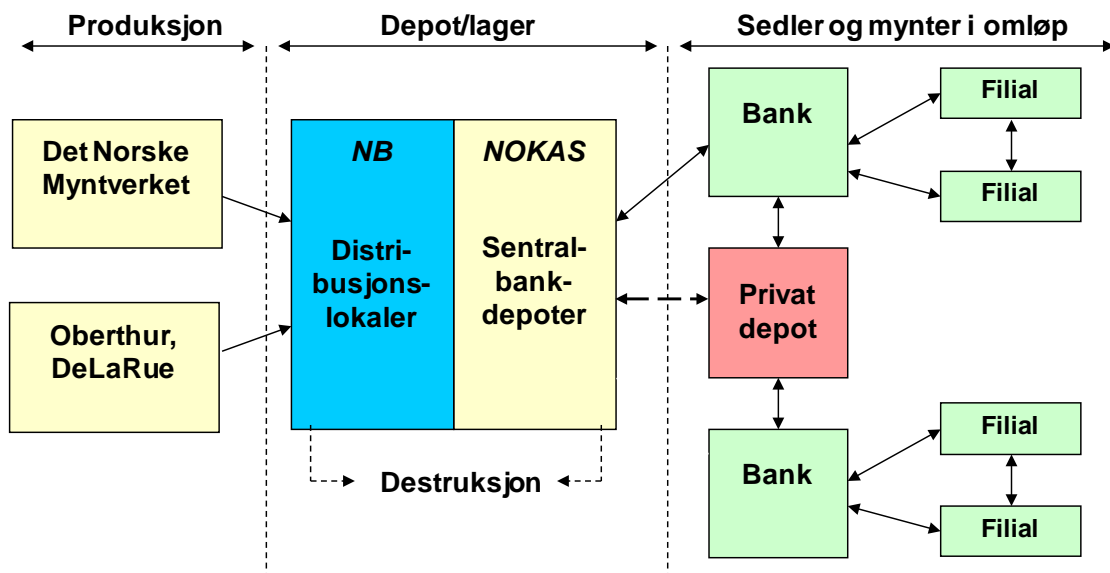 Produksjon
Depot/lager
Sedler og mynter i omløp
Det Norske
Myntverket
Oberthur,
DeLaRue
NB
Distri-
busjons-
lokaler
NOKAS
Sentral-
bank-
depoter
Destruksjon
Bank
Filial
Filial
Privat
depot
Bank
Filial
Filial